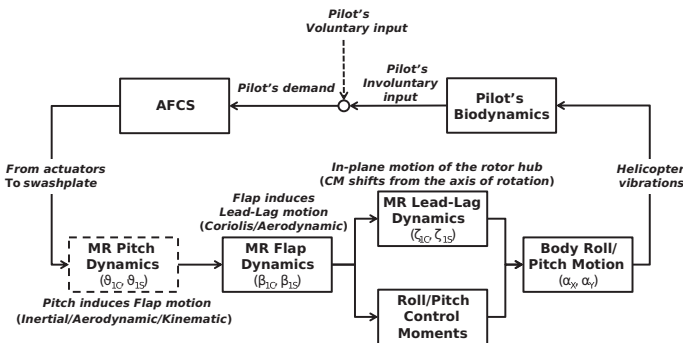 Pilot's
Voluntary input
Pilot's
Involuntary
input
Pilot's demand
AFCS
Pilot's
Biodynamics
From actuators
To swashplate
In-plane motion of the rotor hub
(CM shifts from the axis of rotation)
Helicopter
vibrations
Flap induces
Lead-Lag motion
(Coriolis/Aerodynamic)
MR Lead-Lag
Dynamics
(ζ1C, ζ1S)
MR Pitch
Dynamics
(ϑ1C, ϑ1S)
MR Flap
Dynamics
(β1C, β1S)
Body Roll/
Pitch Motion
(αX, αY)
Pitch induces Flap motion
(Inertial/Aerodynamic/Kinematic)
Roll/Pitch
Control
Moments